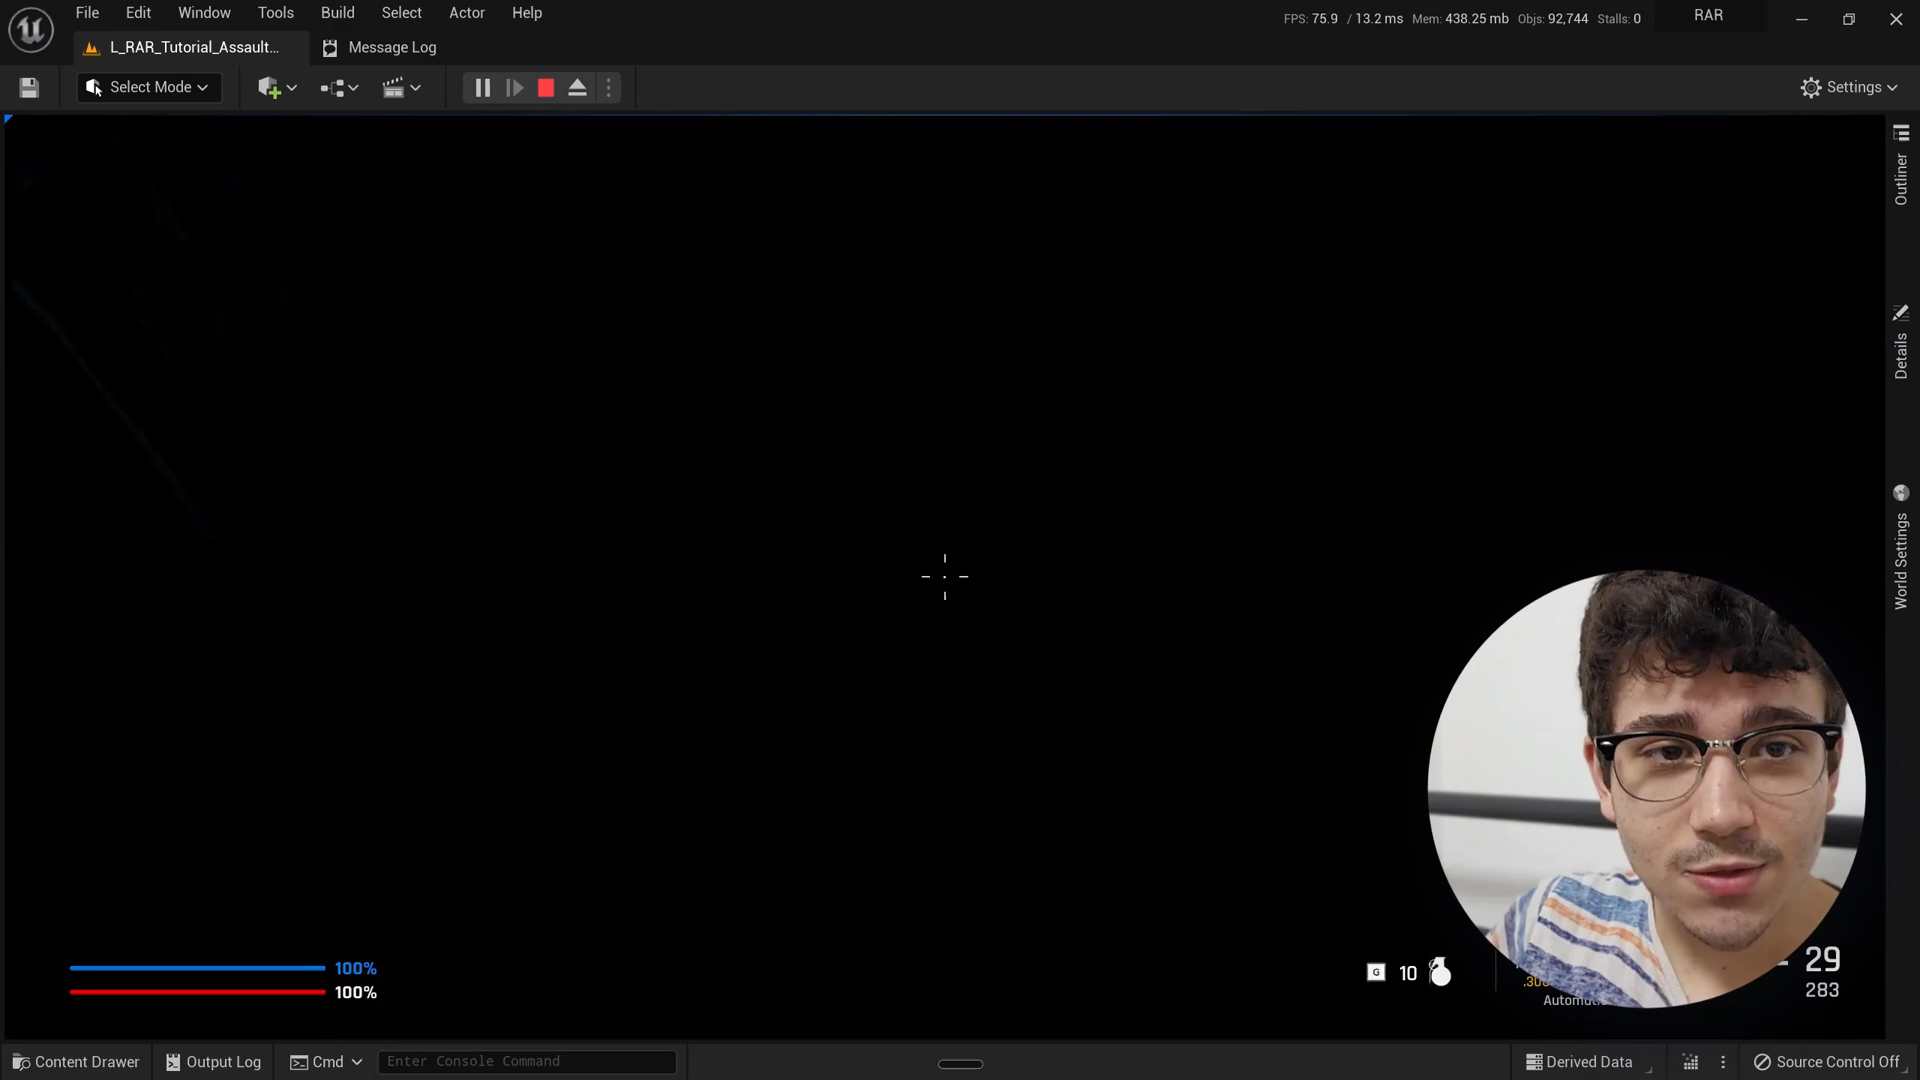 File Edit Window Tools Build Select Actor Help
FPS: 75.9 / 13.2 ms Mem: 438.25 mb Objs: 92,744 Stalls: 0
RAR
L_RAR_Tutorial_Assault...
Message Log
Select Mode
Settings
Outliner
Details
World Settings
100%
100%
G 10
29
283
Content Drawer
Output Log
Cmd
Enter Console Command
Derived Data
Source Control Off